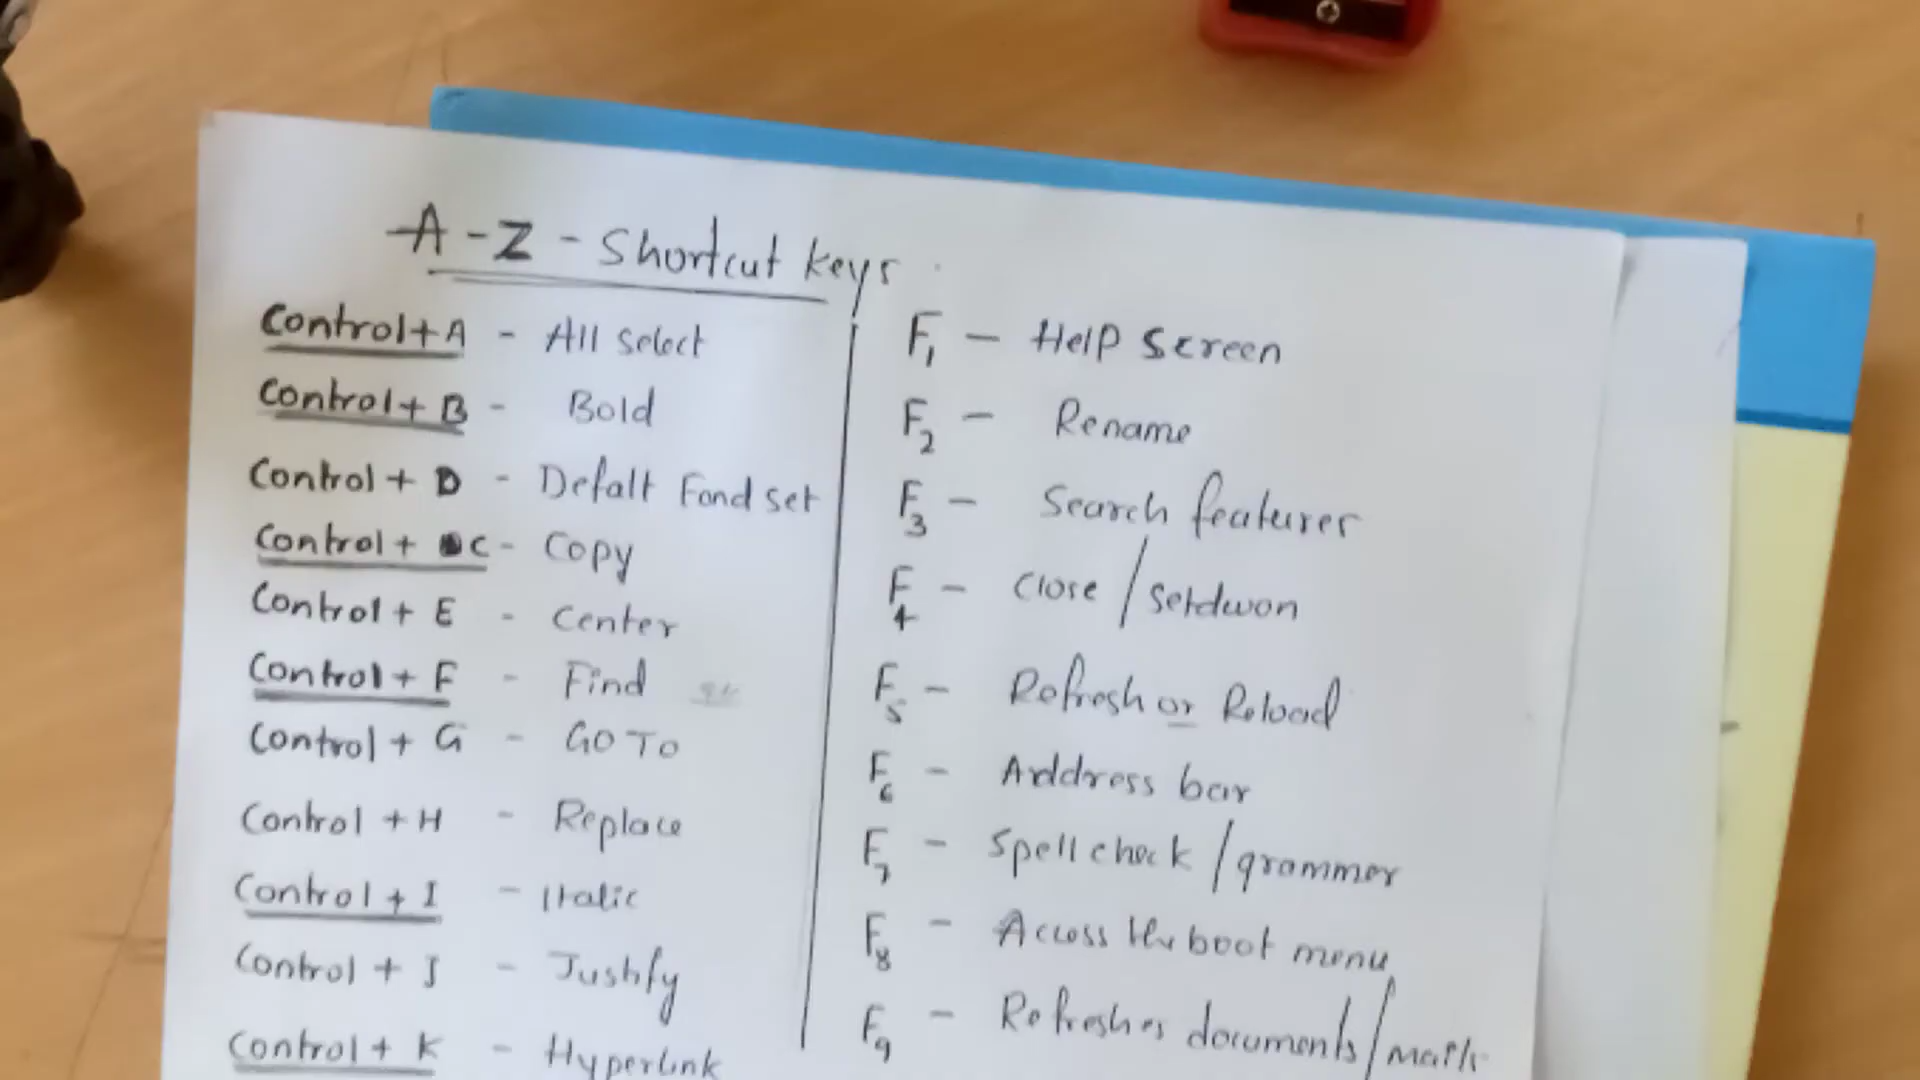 A-Z - Shortcut keys
Control+A - All select
Control+B - Bold
Control+D - Defalt Fond set
Control+C - Copy
Control+E - Center
Control+F - Find
Control+G - GO TO
Control+H - Replace
Control+I - Italic
Control+J - Justify
Control+K - Hyperlink
F1 - Help screen
F2 - Rename
F3 - Search features
F4 - Close / setdwon
F5 - Refresh or Reload
F6 - Address bar
F7 - Spell check / grammer
F8 - Access the boot menu
F9 - Refreshes documents /